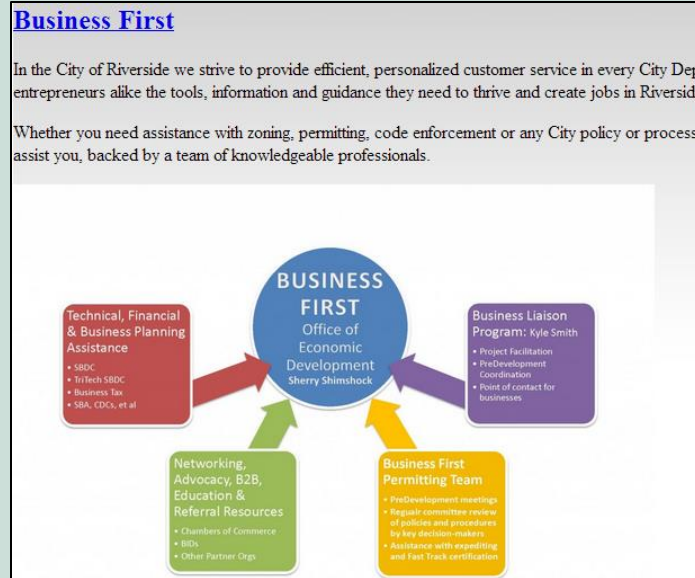 Business First
In the City of Riverside we strive to provide efficient, personalized customer service in every City Dep
entrepreneurs alike the tools, information and guidance they need to thrive and create jobs in Riversid
Whether you need assistance with zoning, permitting, code enforcement or any City policy or process
assist you, backed by a team of knowledgeable professionals.
BUSINESS
FIRST
Office of
Economic
Development
Sherry Shimshock
Technical, Financial
& Business Planning
Assistance
• SBDC
• TriTech SBDC
• Business Tax
• SBA, CDCs, et al
Business Liaison
Program: Kyle Smith
• Project Facilitation
• PreDevelopment
Coordination
• Point of contact for
businesses
Networking,
Advocacy, B2B,
Education &
Referral Resources
• Chambers of Commerce
• BIDs
• Other Partner Orgs
Business First
Permitting Team
• PreDevelopment meetings
• Reguair committee review
of policies and procedures
by key decision-makers
• Assistance with expediting
and Fast Track certification